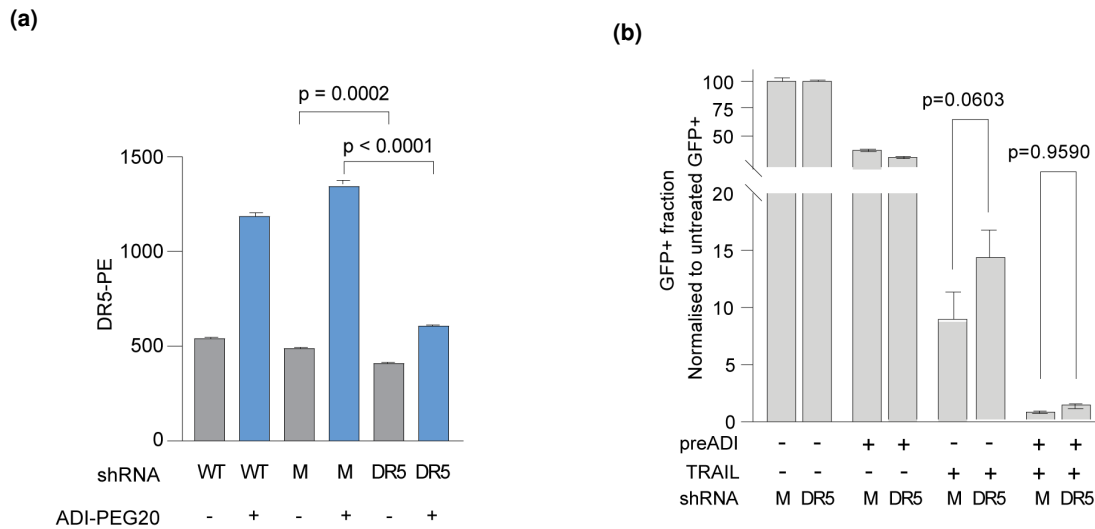 (a)
p = 0.0002
p < 0.0001
1500
1000
500
0
DR5-PE
shRNA WT WT M M DR5 DR5
ADI-PEG20 - + - + - +
(b)
100
75
50
20
15
10
5
0
GFP+ fraction
Normalised to untreated GFP+
p=0.0603
p=0.9590
preADI - - + + - - + +
TRAIL - - - - + + + +
shRNA M DR5 M DR5 M DR5 M DR5